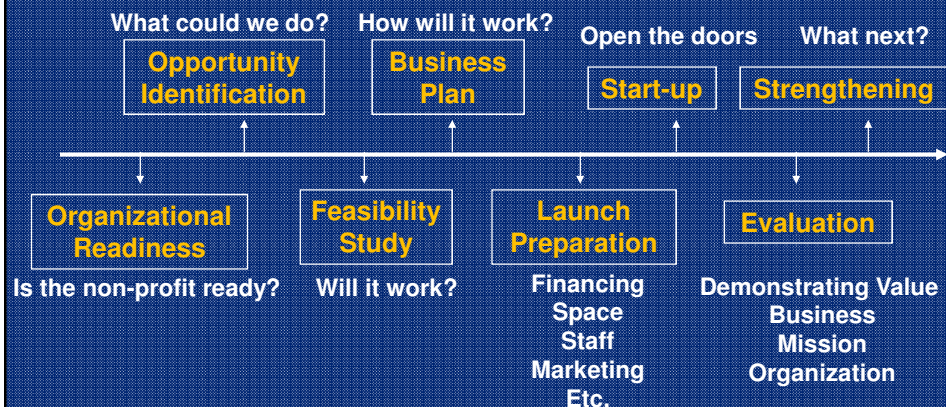 What could we do?
Opportunity
Identification
How will it work?
Business
Plan
Open the doors
Start-up
What next?
Strengthening
Organizational
Readiness
Is the non-profit ready?
Feasibility
Study
Will it work?
Launch
Preparation
Financing
Space
Staff
Marketing
Etc.
Evaluation
Demonstrating Value
Business
Mission
Organization